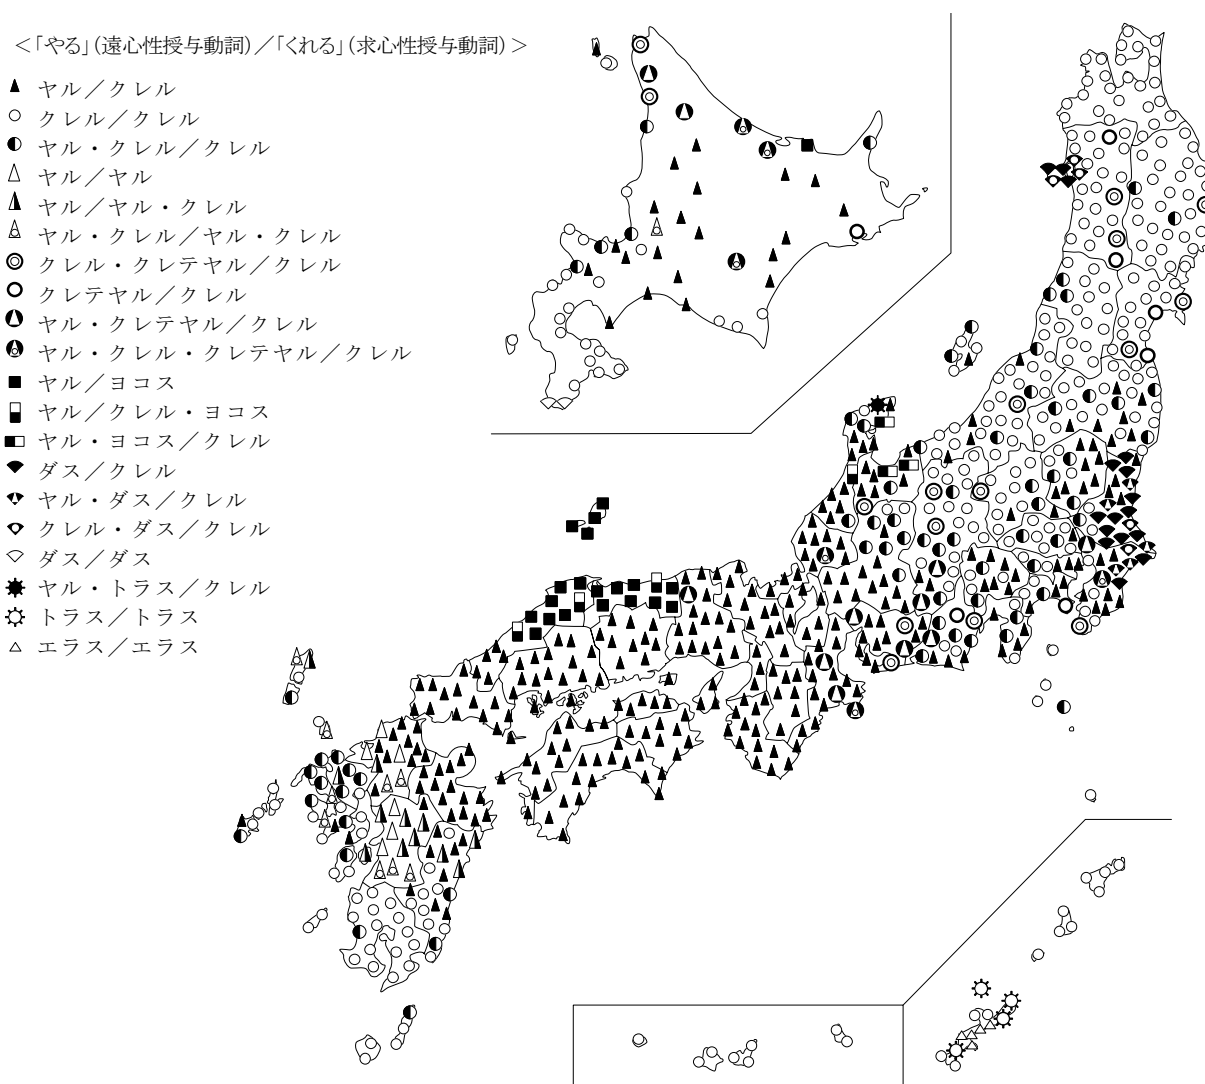 ＜「やる」（遠心性授与動詞）／「くれる」（求心性授与動詞）＞
ヤル／クレル
クレル／クレル
ヤル・クレル／クレル
ヤル／ヤル
ヤル／ヤル・クレル
ヤル・クレル／ヤル・クレル
クレル・クレテヤル／クレル
クレテヤル／クレル
ヤル・クレテヤル／クレル
ヤル・クレル・クレテヤル／クレル
ヤル／ヨコス
ヤル／クレル・ヨコス
ヤル・ヨコス／クレル
ダス／クレル
ヤル・ダス／クレル
クレル・ダス／クレル
ダス／ダス
ヤル・トラス／クレル
トラス／トラス
エラス／エラス